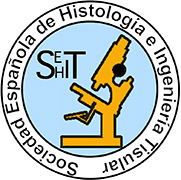 Sociedad Española de Histología e Ingeniería Tisular
SEHIT